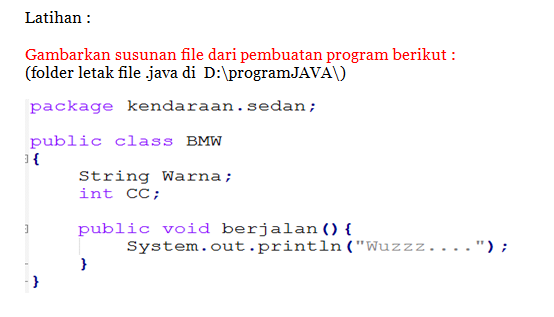 Latihan :
Gambarkan susunan file dari pembuatan program berikut :
(folder letak file .java di  D:\programJAVA\)
package kendaraan.sedan;
public class BMW
{
String Warna;
int CC;
public void berjalan(){
System.out.println("Wuzzz....");
}
}